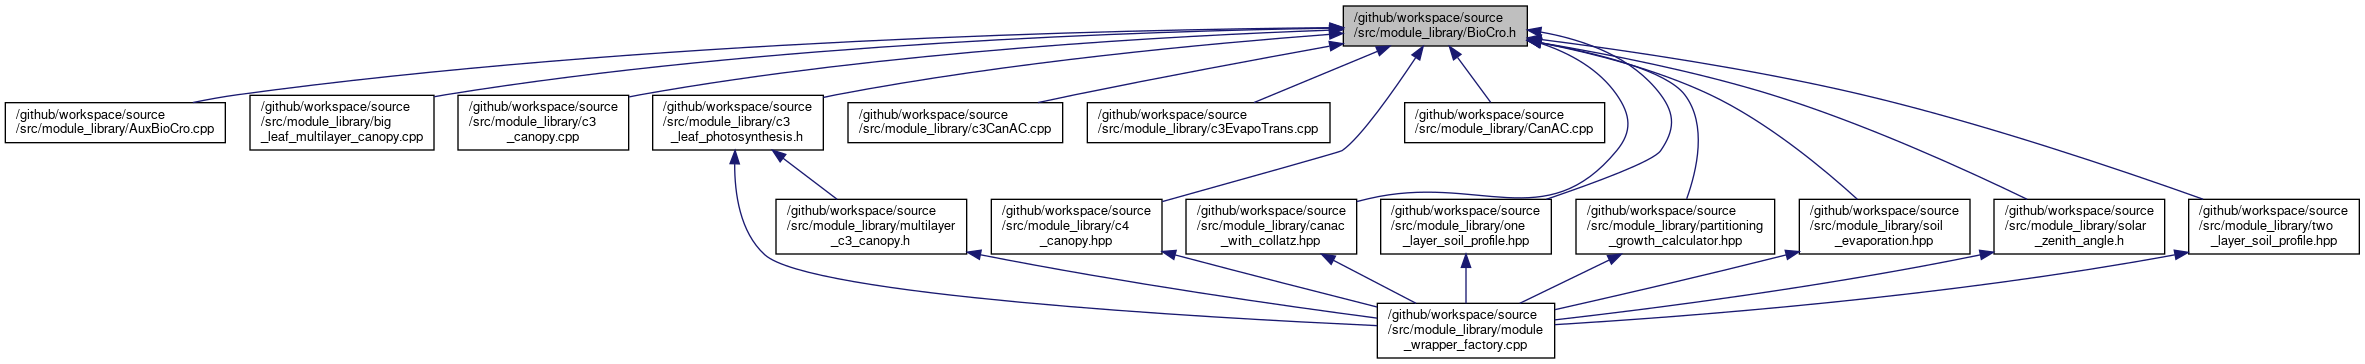 /github/workspace/source
/src/module_library/BioCro.h
/github/workspace/source
/src/module_library/AuxBioCro.cpp
/github/workspace/source
/src/module_library/big
_leaf_multilayer_canopy.cpp
/github/workspace/source
/src/module_library/c3
_canopy.cpp
/github/workspace/source
/src/module_library/c3
_leaf_photosynthesis.h
/github/workspace/source
/src/module_library/c3CanAC.cpp
/github/workspace/source
/src/module_library/c3EvapoTrans.cpp
/github/workspace/source
/src/module_library/CanAC.cpp
/github/workspace/source
/src/module_library/multilayer
_c3_canopy.h
/github/workspace/source
/src/module_library/c4
_canopy.hpp
/github/workspace/source
/src/module_library/canac
_with_collatz.hpp
/github/workspace/source
/src/module_library/one
_layer_soil_profile.hpp
/github/workspace/source
/src/module_library/partitioning
_growth_calculator.hpp
/github/workspace/source
/src/module_library/soil
_evaporation.hpp
/github/workspace/source
/src/module_library/solar
_zenith_angle.h
/github/workspace/source
/src/module_library/two
_layer_soil_profile.hpp
/github/workspace/source
/src/module_library/module
_wrapper_factory.cpp